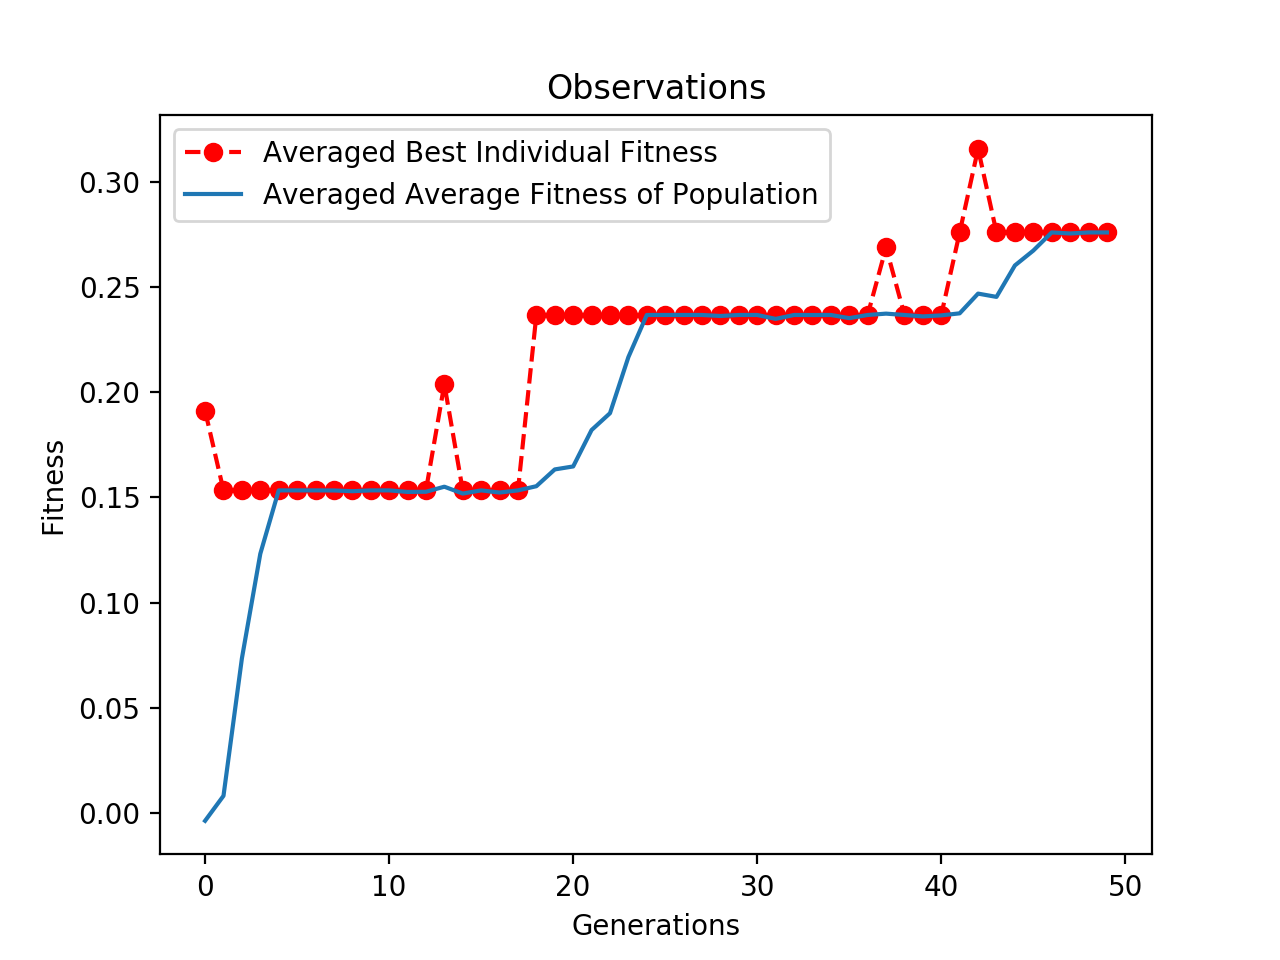 Observations
Averaged Best Individual Fitness
Averaged Average Fitness of Population
0.30
0.25
0.20
0.15
0.10
0.05
0.00
Fitness
0 10 20 30 40 50
Generations